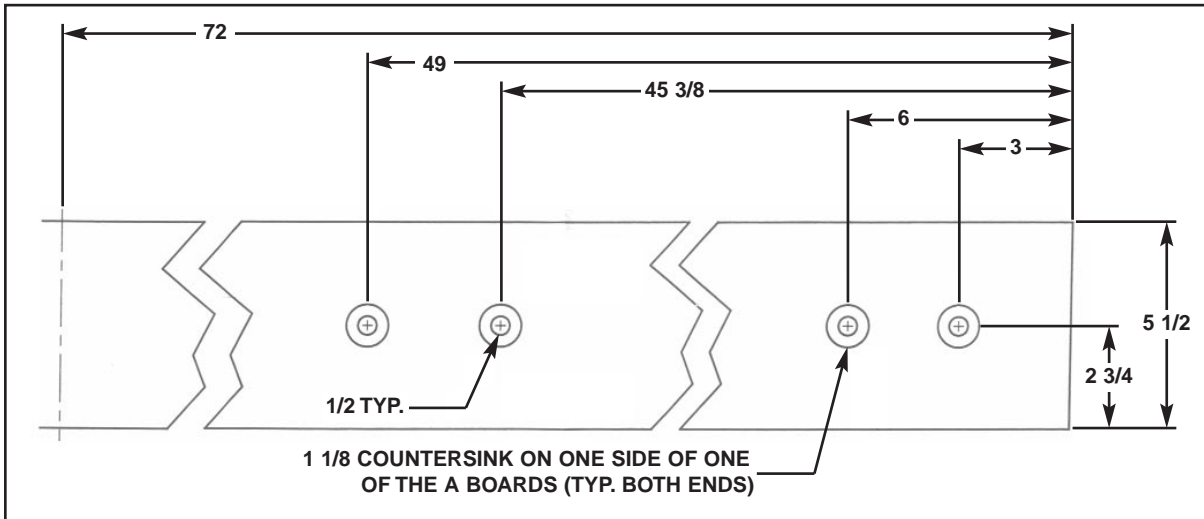 72
49
45 3/8
6
3
5 1/2
2 3/4
1/2 TYP.
1 1/8 COUNTERSINK ON ONE SIDE OF ONE
OF THE A BOARDS (TYP. BOTH ENDS)